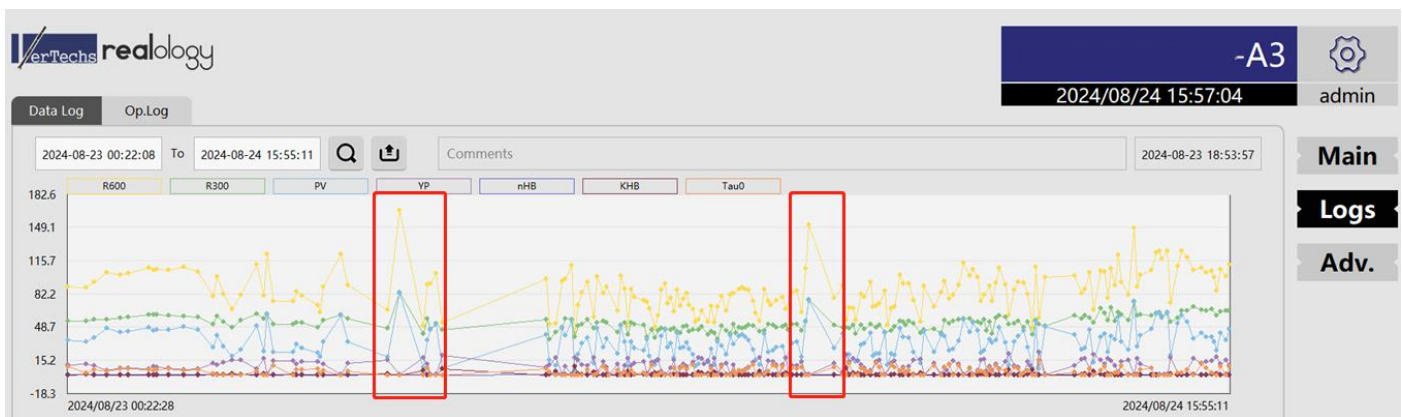 VerTechs realology
-A3
2024/08/24 15:57:04
admin
Data Log
Op.Log
2024-08-23 00:22:08 To 2024-08-24 15:55:11
Comments
2024-08-23 18:53:57
Main
Logs
Adv.
R600 R300 PV YP nHB KHB Tau0
182.6
149.1
115.7
82.2
48.7
15.2
-18.3
2024/08/23 00:22:28
2024/08/24 15:55:11